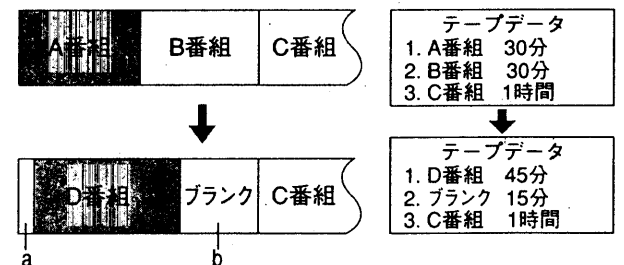 A番組 B番組 C番組
テープデータ
1. A番組 30分
2. B番組 30分
3. C番組 1時間
D番組 ブランク C番組
a b
テープデータ
1. D番組 45分
2. ブランク 15分
3. C番組 1時間